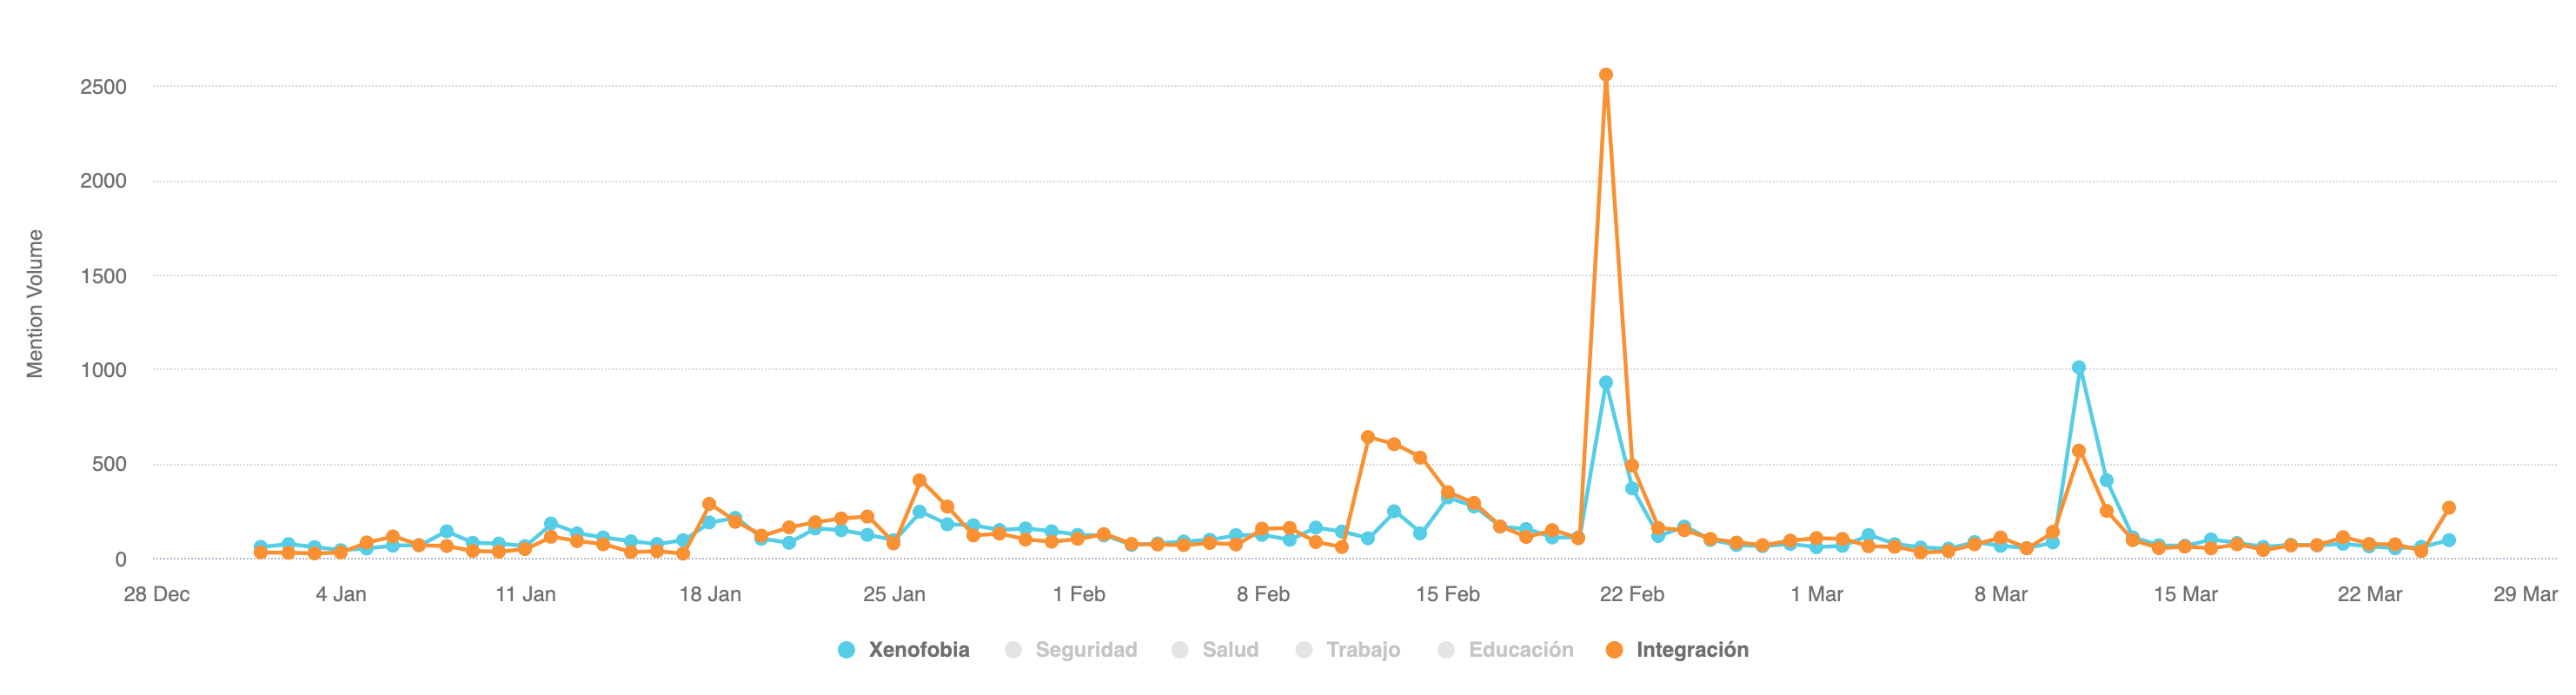 Mention Volume
2500
2000
1500
1000
500
0
28 Dec 4 Jan 11 Jan 18 Jan 25 Jan 1 Feb 8 Feb 15 Feb 22 Feb 1 Mar 8 Mar 15 Mar 22 Mar 29 Mar
Xenofobia Seguridad Salud Trabajo Educación Integración